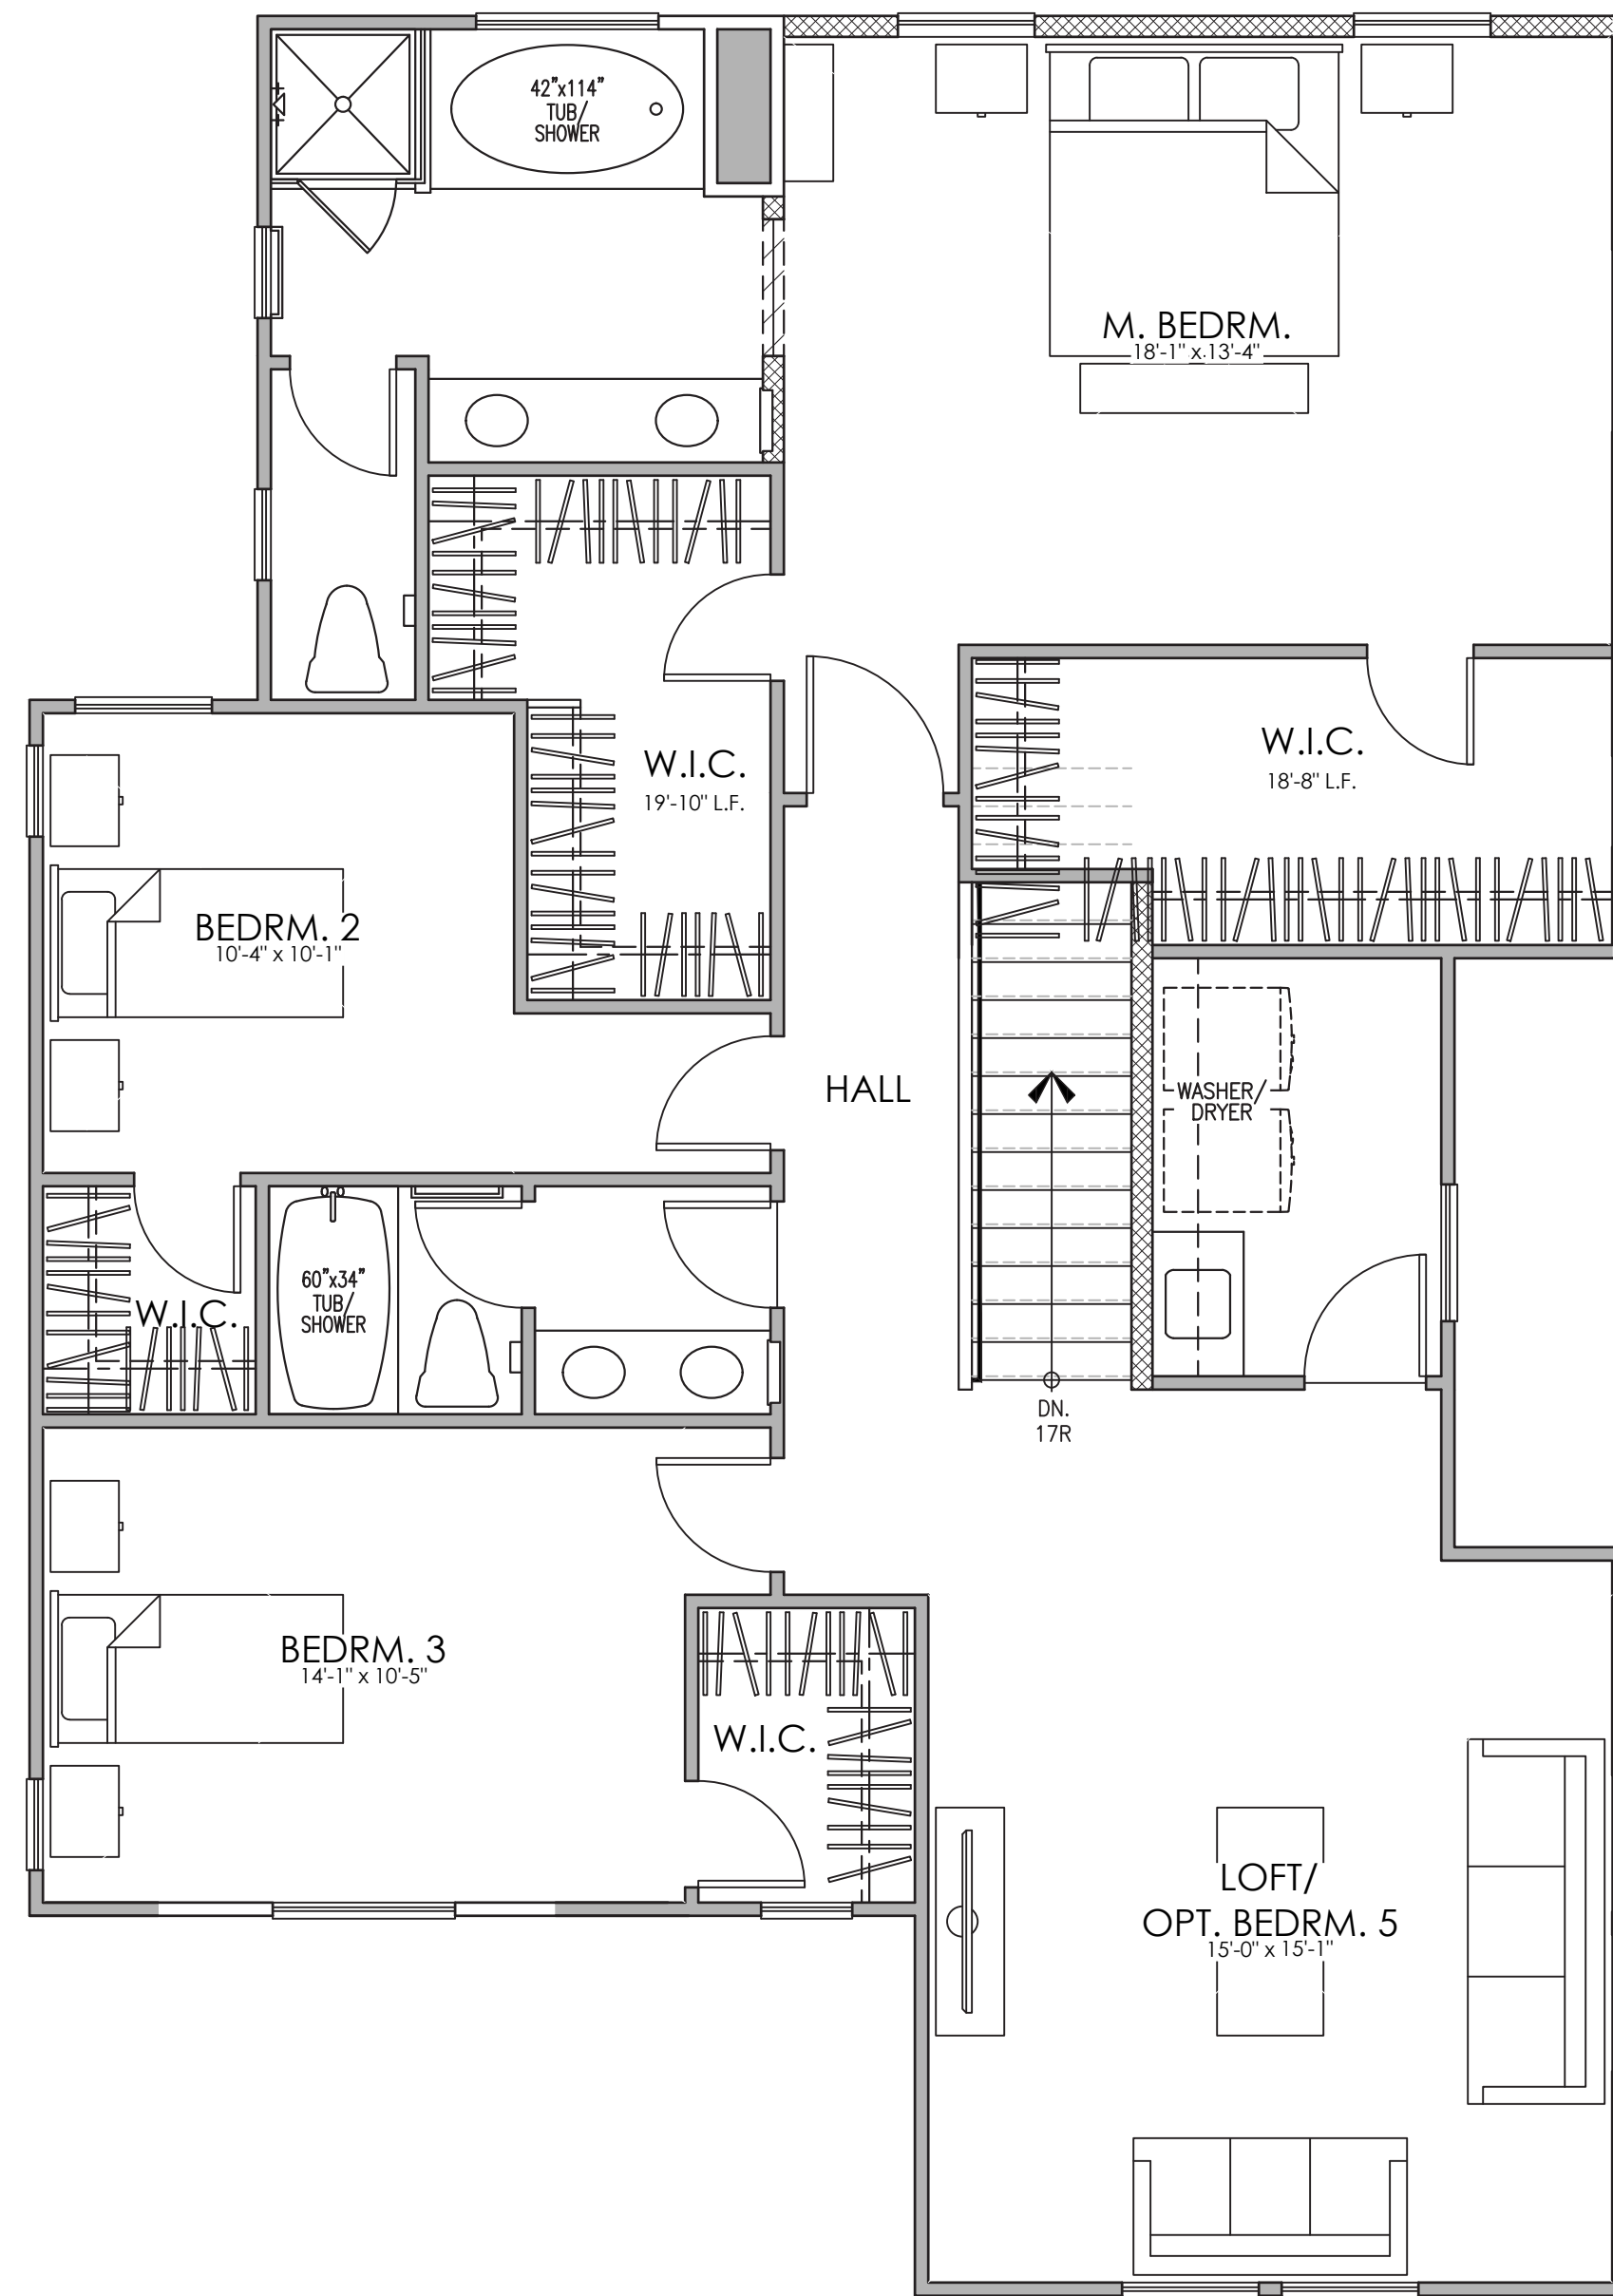 42"x114"
TUB/
SHOWER
M. BEDRM.
18'-1" x 13'-4"
W.I.C.
19'-10" L.F.
W.I.C.
18'-8" L.F.
BEDRM. 2
10'-4" x 10'-1"
HALL
WASHER/
DRYER
60"x34"
TUB/
SHOWER
W.I.C.
DN.
17R
BEDRM. 3
14'-1" x 10'-5"
W.I.C.
LOFT/
OPT. BEDRM. 5
15'-0" x 15'-1"